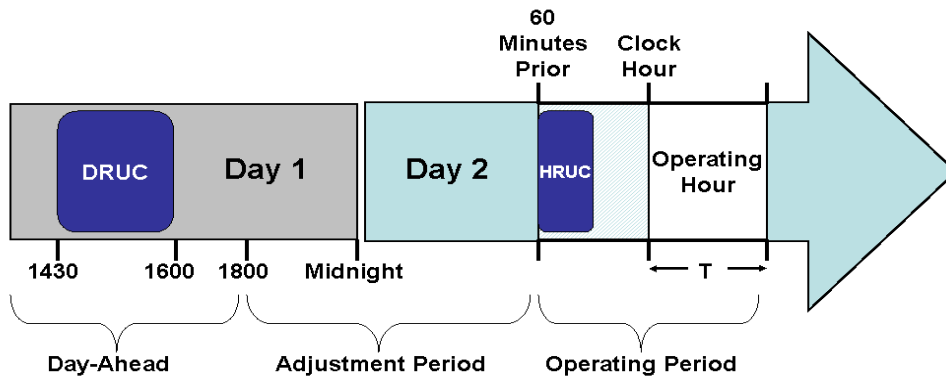 60
Minutes
Prior
Clock
Hour
DRUC
Day 1
Day 2
HRUC
Operating
Hour
1430
1600
1800
Midnight
T
Day-Ahead
Adjustment Period
Operating Period